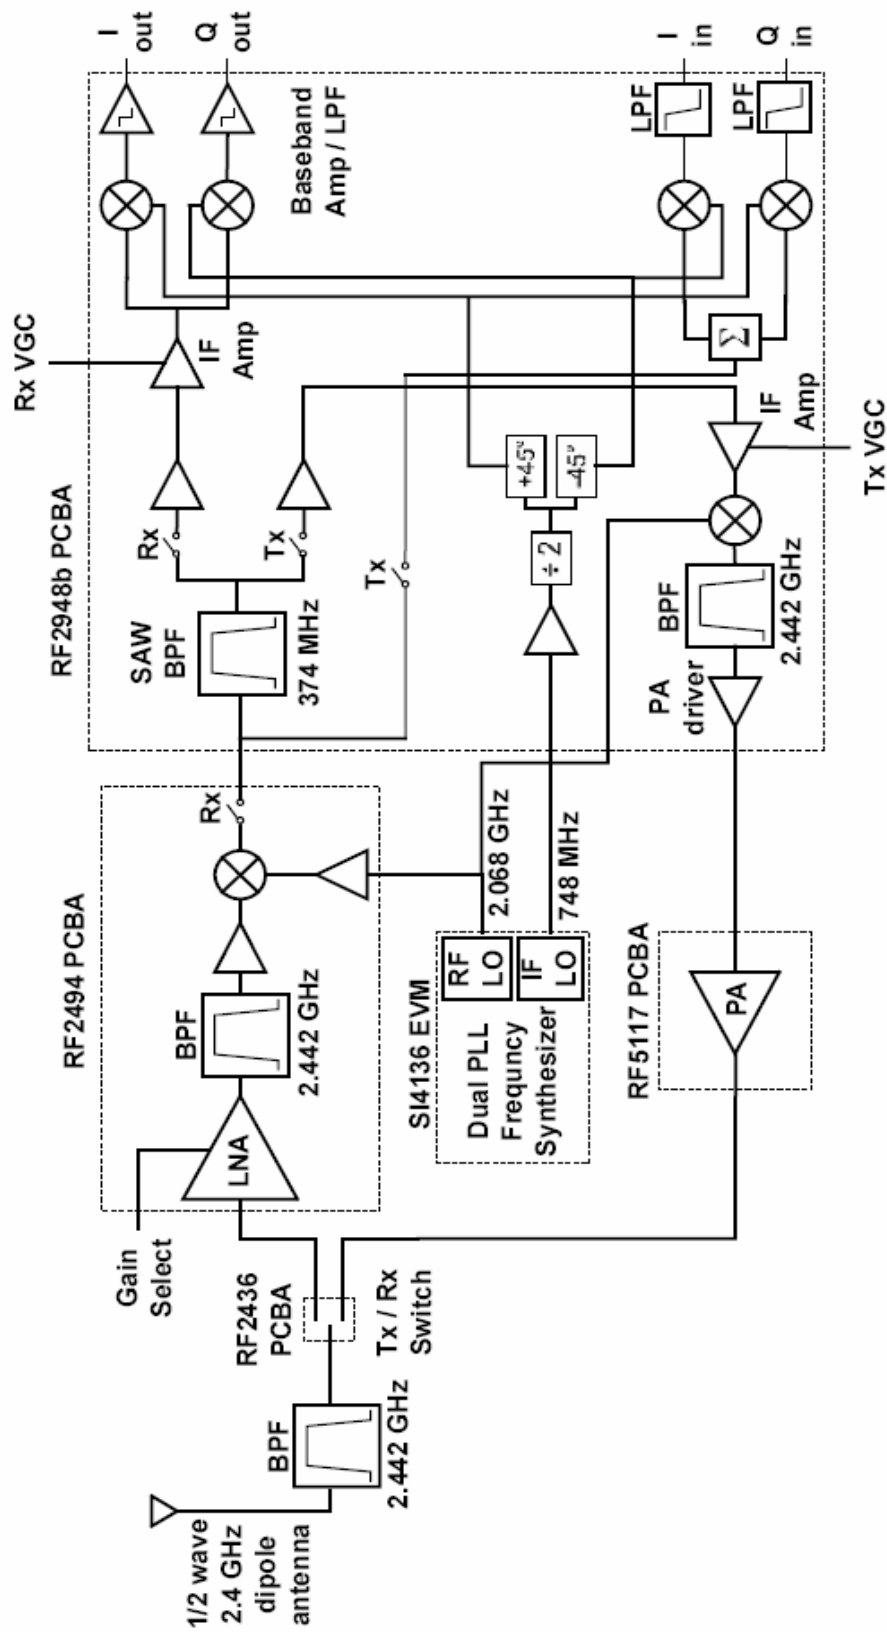 1/2 wave
2.4 GHz
dipole
antenna
BPF
2.442 GHz
RF2436
PCBA
Tx / Rx
Switch
Gain
Select
RF2494 PCBA
LNA
BPF
2.442 GHz
Rx
SI4136 EVM
Dual PLL
Frequncy
Synthesizer
RF
LO
IF
LO
2.068 GHz
748 MHz
RF5117 PCBA
PA
RF2948b PCBA
SAW
BPF
374 MHz
Rx
Tx
Tx
Rx VGC
IF
Amp
÷ 2
+45°
-45°
PA
driver
BPF
2.442 GHz
IF
Amp
Tx VGC
Σ
Baseband
Amp / LPF
I
out
Q
out
LPF
LPF
I
in
Q
in